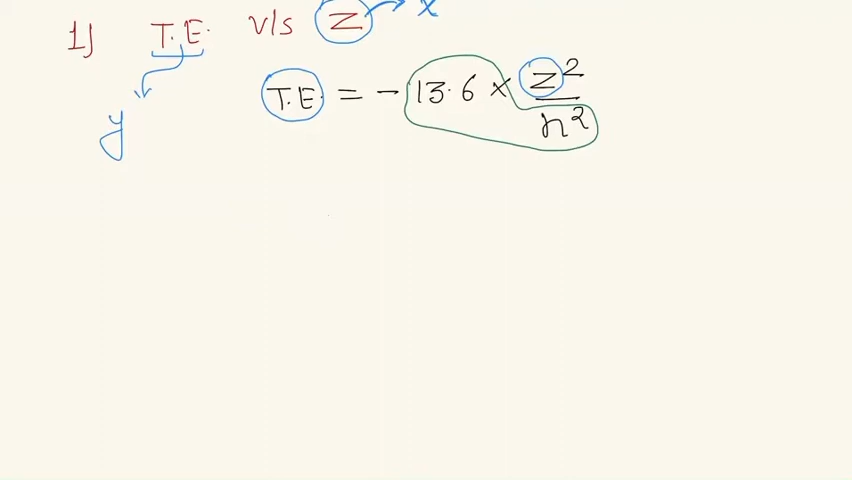 1) T.E. v/s Z → x
T.E. = - 13.6 × Z²/n²
y